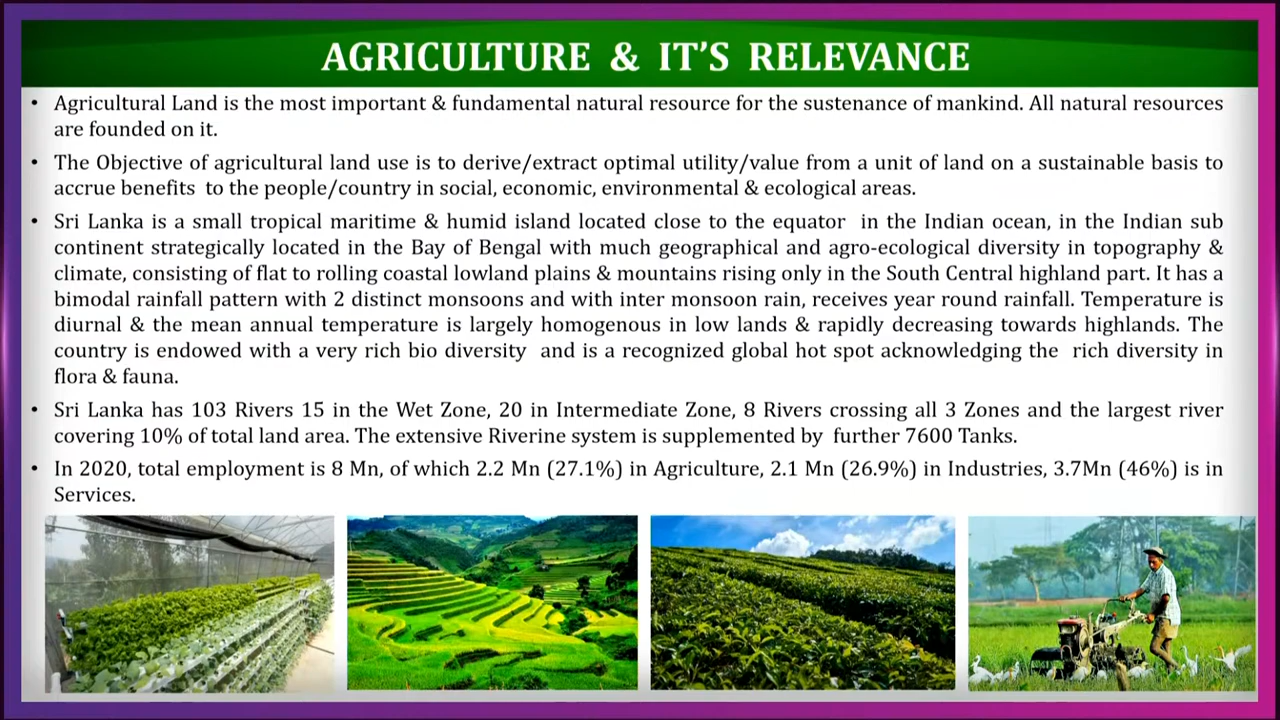 AGRICULTURE & IT'S RELEVANCE
• Agricultural Land is the most important & fundamental natural resource for the sustenance of mankind. All natural resources
are founded on it.
• The Objective of agricultural land use is to derive/extract optimal utility/value from a unit of land on a sustainable basis to
accrue benefits to the people/country in social, economic, environmental & ecological areas.
• Sri Lanka is a small tropical maritime & humid island located close to the equator in the Indian ocean, in the Indian sub
continent strategically located in the Bay of Bengal with much geographical and agro-ecological diversity in topography &
climate, consisting of flat to rolling coastal lowland plains & mountains rising only in the South Central highland part. It has a
bimodal rainfall pattern with 2 distinct monsoons and with inter monsoon rain, receives year round rainfall. Temperature is
diurnal & the mean annual temperature is largely homogenous in low lands & rapidly decreasing towards highlands. The
country is endowed with a very rich bio diversity and is a recognized global hot spot acknowledging the rich diversity in
flora & fauna.
• Sri Lanka has 103 Rivers 15 in the Wet Zone, 20 in Intermediate Zone, 8 Rivers crossing all 3 Zones and the largest river
covering 10% of total land area. The extensive Riverine system is supplemented by further 7600 Tanks.
• In 2020, total employment is 8 Mn, of which 2.2 Mn (27.1%) in Agriculture, 2.1 Mn (26.9%) in Industries, 3.7Mn (46%) is in
Services.